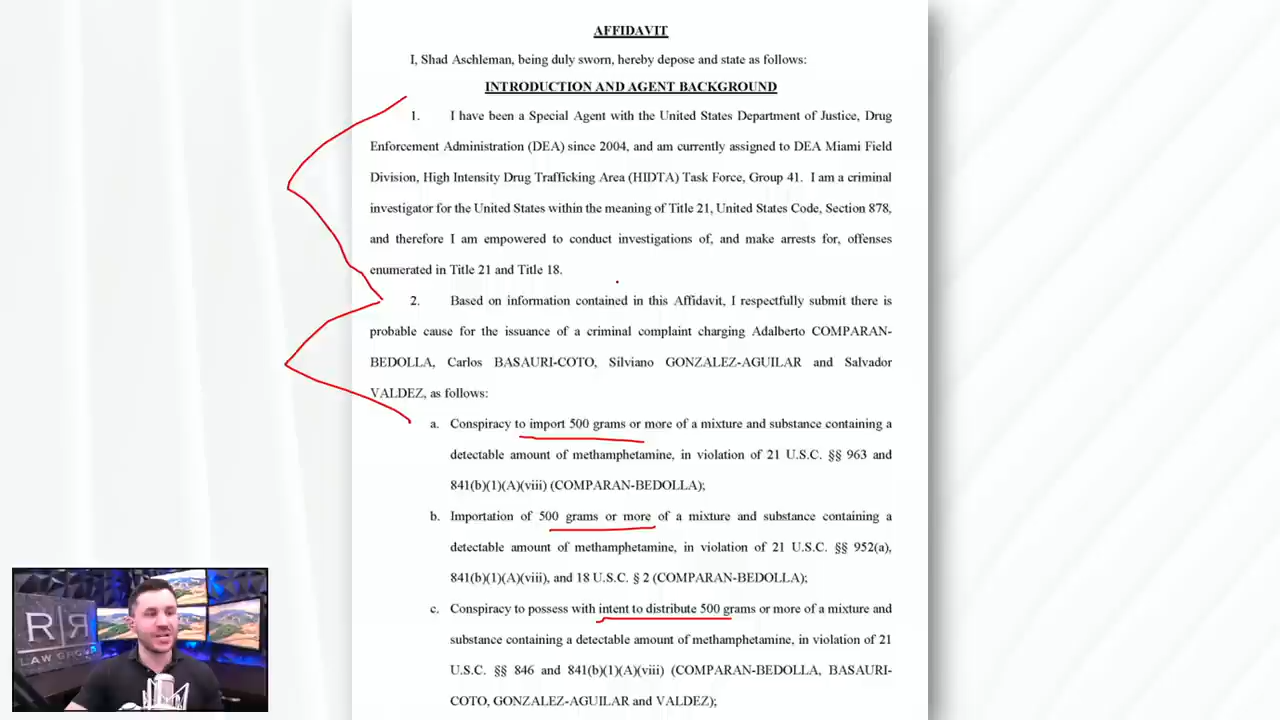 AFFIDAVIT
I, Shad Aschleman, being duly sworn, hereby depose and state as follows:
INTRODUCTION AND AGENT BACKGROUND
1. I have been a Special Agent with the United States Department of Justice, Drug
Enforcement Administration (DEA) since 2004, and am currently assigned to DEA Miami Field
Division, High Intensity Drug Trafficking Area (HIDTA) Task Force, Group 41. I am a criminal
investigator for the United States within the meaning of Title 21, United States Code, Section 878,
and therefore I am empowered to conduct investigations of, and make arrests for, offenses
enumerated in Title 21 and Title 18.
2. Based on information contained in this Affidavit, I respectfully submit there is
probable cause for the issuance of a criminal complaint charging Adalberto COMPARAN-
BEDOLLA, Carlos BASAURI-COTO, Silviano GONZALEZ-AGUILAR and Salvador
VALDEZ, as follows:
a. Conspiracy to import 500 grams or more of a mixture and substance containing a
detectable amount of methamphetamine, in violation of 21 U.S.C. §§ 963 and
841(b)(1)(A)(viii) (COMPARAN-BEDOLLA);
b. Importation of 500 grams or more of a mixture and substance containing a
detectable amount of methamphetamine, in violation of 21 U.S.C. §§ 952(a),
841(b)(1)(A)(viii), and 18 U.S.C. § 2 (COMPARAN-BEDOLLA);
c. Conspiracy to possess with intent to distribute 500 grams or more of a mixture and
substance containing a detectable amount of methamphetamine, in violation of 21
U.S.C. §§ 846 and 841(b)(1)(A)(viii) (COMPARAN-BEDOLLA, BASAURI-
COTO, GONZALEZ-AGUILAR and VALDEZ);
R R
LAW GROUP